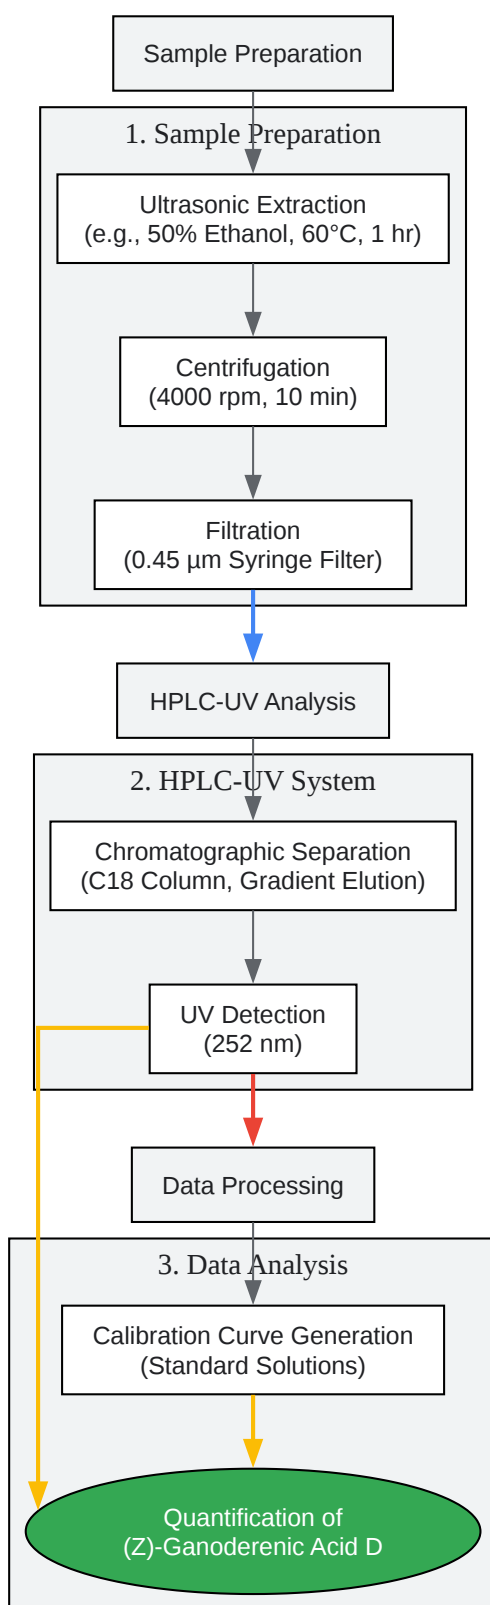 Sample Preparation
1. Sample Preparation
Ultrasonic Extraction
(e.g., 50% Ethanol, 60°C, 1 hr)
Centrifugation
(4000 rpm, 10 min)
Filtration
(0.45 µm Syringe Filter)
HPLC-UV Analysis
2. HPLC-UV System
Chromatographic Separation
(C18 Column, Gradient Elution)
UV Detection
(252 nm)
Data Processing
3. Data Analysis
Calibration Curve Generation
(Standard Solutions)
Quantification of
(Z)-Ganoderenic Acid D